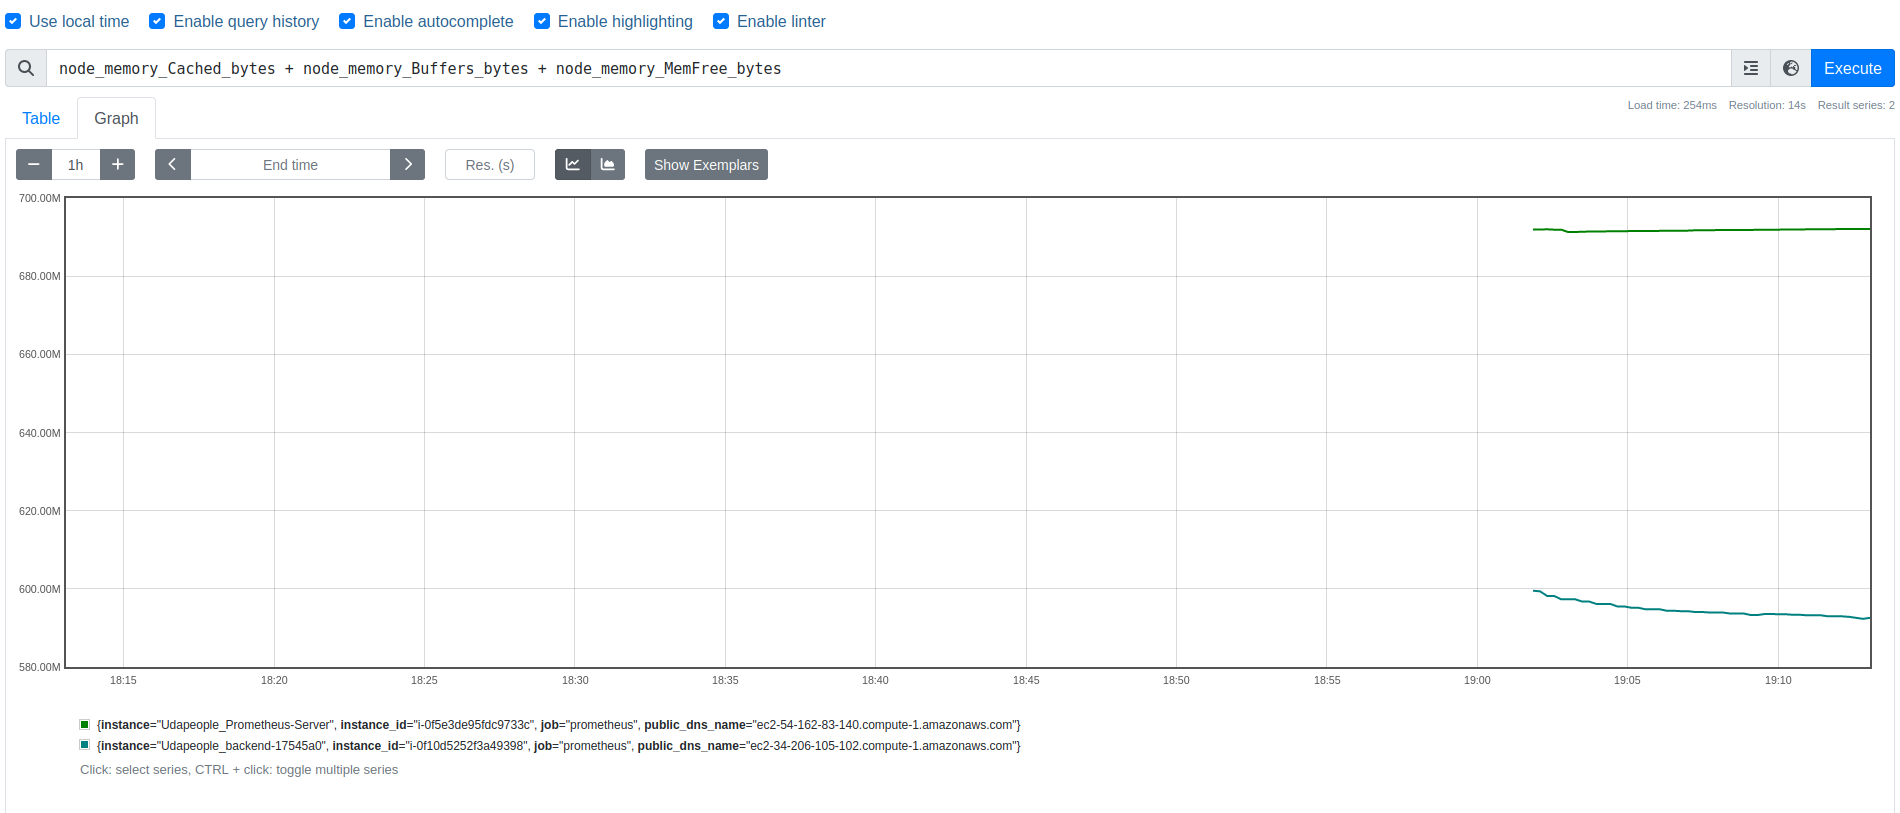 Use local time Enable query history Enable autocomplete Enable highlighting Enable linter
node_memory_Cached_bytes + node_memory_Buffers_bytes + node_memory_MemFree_bytes Execute
Load time: 254ms Resolution: 14s Result series: 2
Table Graph
1h End time Res. (s) Show Exemplars
700.00M
680.00M
660.00M
640.00M
620.00M
600.00M
580.00M
18:15 18:20 18:25 18:30 18:35 18:40 18:45 18:50 18:55 19:00 19:05 19:10
{instance="Udapeople_Prometheus-Server", instance_id="i-0f5e3de95fdc9733c", job="prometheus", public_dns_name="ec2-54-162-83-140.compute-1.amazonaws.com"}
{instance="Udapeople_backend-17545a0", instance_id="i-0f10d5252f3a49398", job="prometheus", public_dns_name="ec2-34-206-105-102.compute-1.amazonaws.com"}
Click: select series, CTRL + click: toggle multiple series